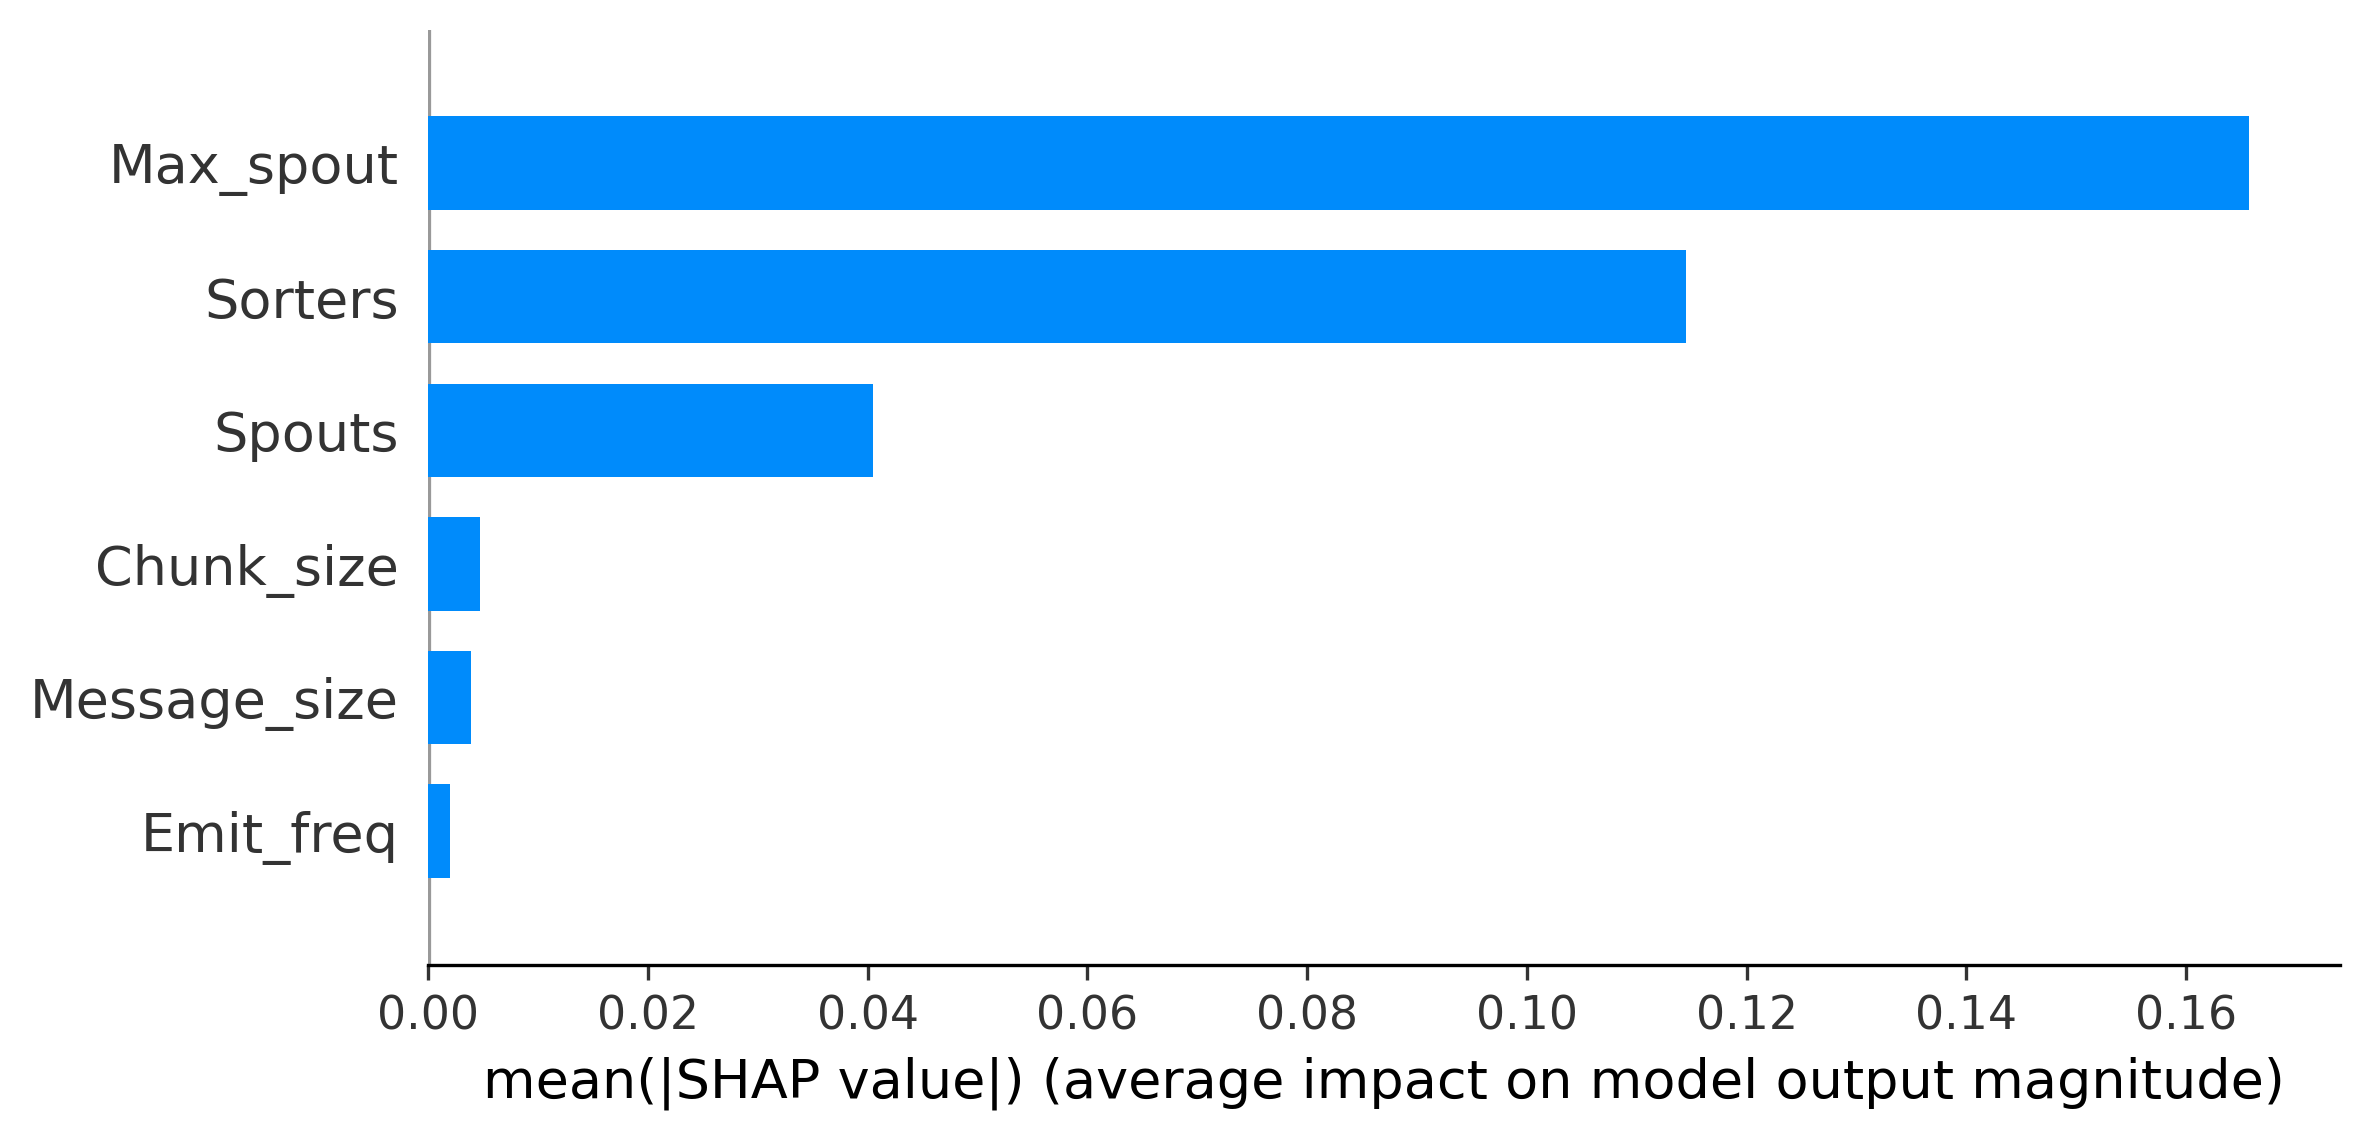 Max_spout
Sorters
Spouts
Chunk_size
Message_size
Emit_freq
0.00 0.02 0.04 0.06 0.08 0.10 0.12 0.14 0.16
mean(|SHAP value|) (average impact on model output magnitude)